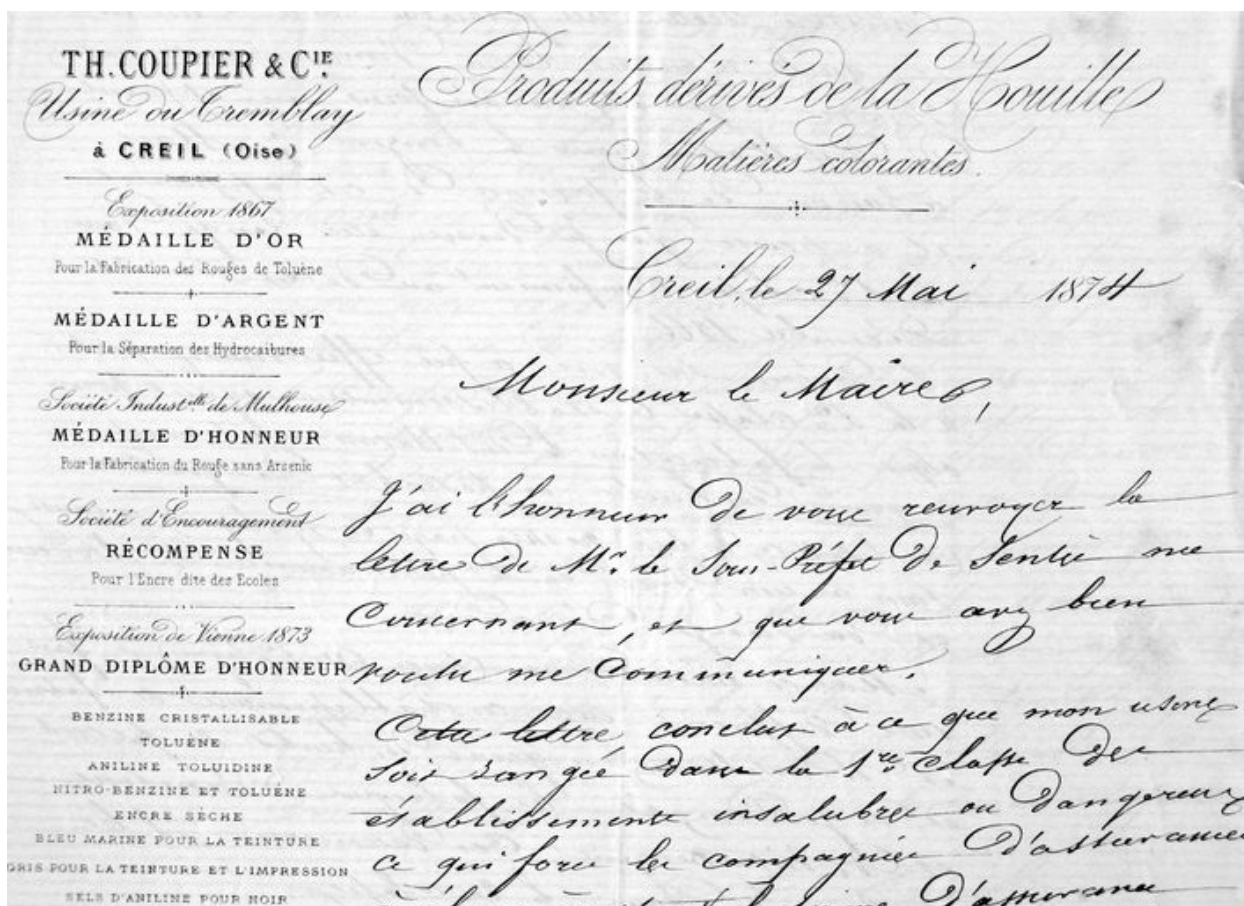 TH. COUPIER & CIE.
Usine du Tremblay
à CREIL (Oise)
Exposition 1867
MÉDAILLE D'OR
Pour la Fabrication des Rouges de Toluène
MÉDAILLE D'ARGENT
Pour la Séparation des Hydrocarbures
Société Indust.elle de Mulhouse
MÉDAILLE D'HONNEUR
Pour la Fabrication du Rouge sans Arsenic
Société d'Encouragement
RÉCOMPENSE
Pour l'Encre dite des Ecoles
Exposition de Vienne 1873
GRAND DIPLÔME D'HONNEUR
BENZINE CRISTALLISABLE
TOLUÈNE
ANILINE TOLUIDINE
NITRO-BENZINE ET TOLUÈNE
ENCRE SÈCHE
BLEU MARINE POUR LA TEINTURE
GRIS POUR LA TEINTURE ET L'IMPRESSION
SELS D'ANILINE POUR NOIR
Produits dérivés de la Houille
Matières colorantes.
Creil, le 27 Mai 1874
Monsieur le Maire,
J'ai l'honneur de vous renvoyer la
lettre de Mr. le Sous-Préfet de Senlis me
concernant, et que vous avez bien
voulu me communiquer.
Cette lettre, conclut à ce que mon usine
soit rangée dans la 1re classe des
établissements insalubres ou dangereux
ce qui force les compagnies d'assurance
d'assurance